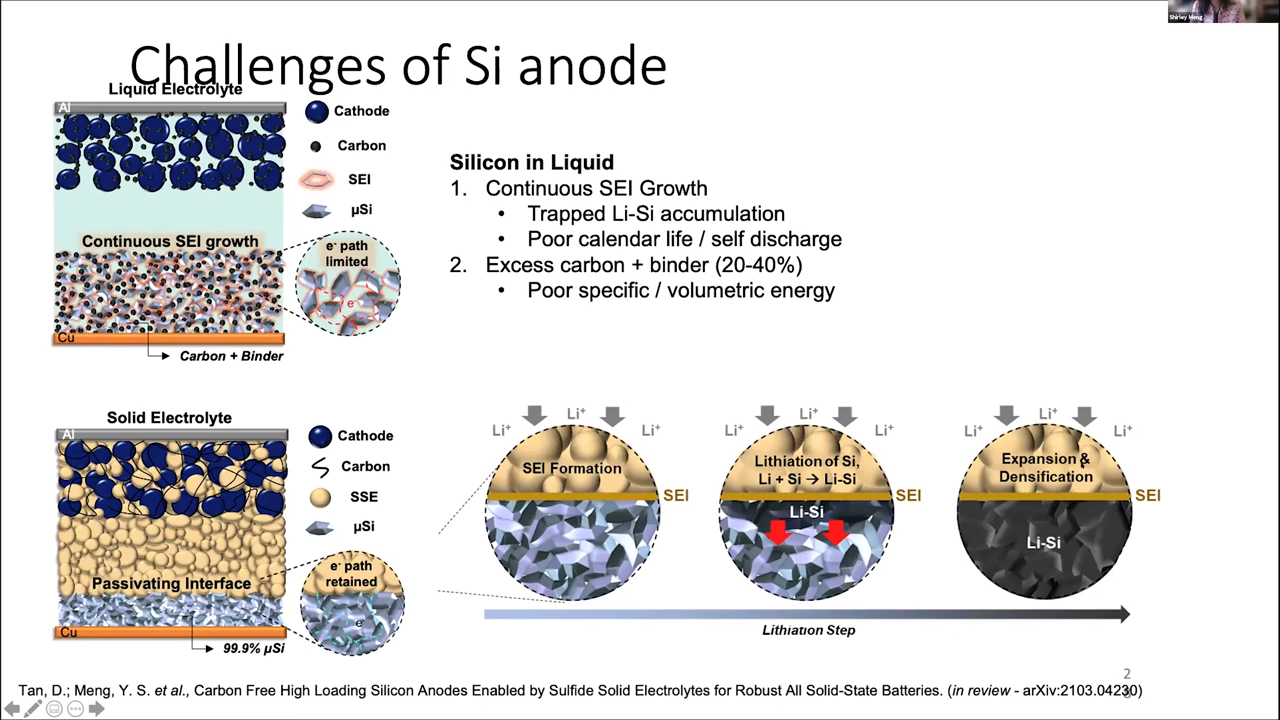 Shirley Meng
Challenges of Si anode
Liquid Electrolyte
Al
Cathode
Carbon
SEI
µSi
Continuous SEI growth
e⁻ path
limited
e⁻
Cu
Carbon + Binder
Silicon in Liquid
1. Continuous SEI Growth
• Trapped Li-Si accumulation
• Poor calendar life / self discharge
2. Excess carbon + binder (20-40%)
• Poor specific / volumetric energy
Solid Electrolyte
Al
Cathode
Carbon
SSE
µSi
Passivating Interface
e⁻ path
retained
e⁻
Cu
99.9% µSi
Li⁺ Li⁺ Li⁺
SEI Formation
SEI
Li⁺ Li⁺ Li⁺
Lithiation of Si,
Li + Si → Li-Si
SEI
Li-Si
Li⁺ Li⁺ Li⁺
Expansion &
Densification
SEI
Li-Si
Lithiation Step
2
Tan, D.; Meng, Y. S. et al., Carbon Free High Loading Silicon Anodes Enabled by Sulfide Solid Electrolytes for Robust All Solid-State Batteries. (in review - arXiv:2103.04230)